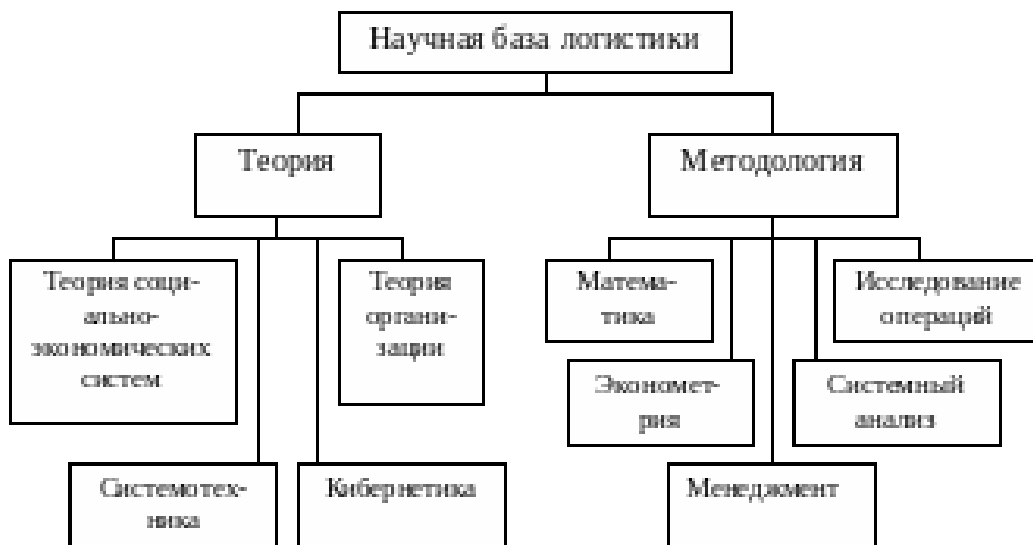 Научная база логистики
Теория
Методология
Теория соци-
ально-
экономических
систем
Теория
органи-
зации
Матема-
тика
Исследование
операций
Экономет-
рия
Системный
анализ
Системотех-
ника
Кибернетика
Менеджмент